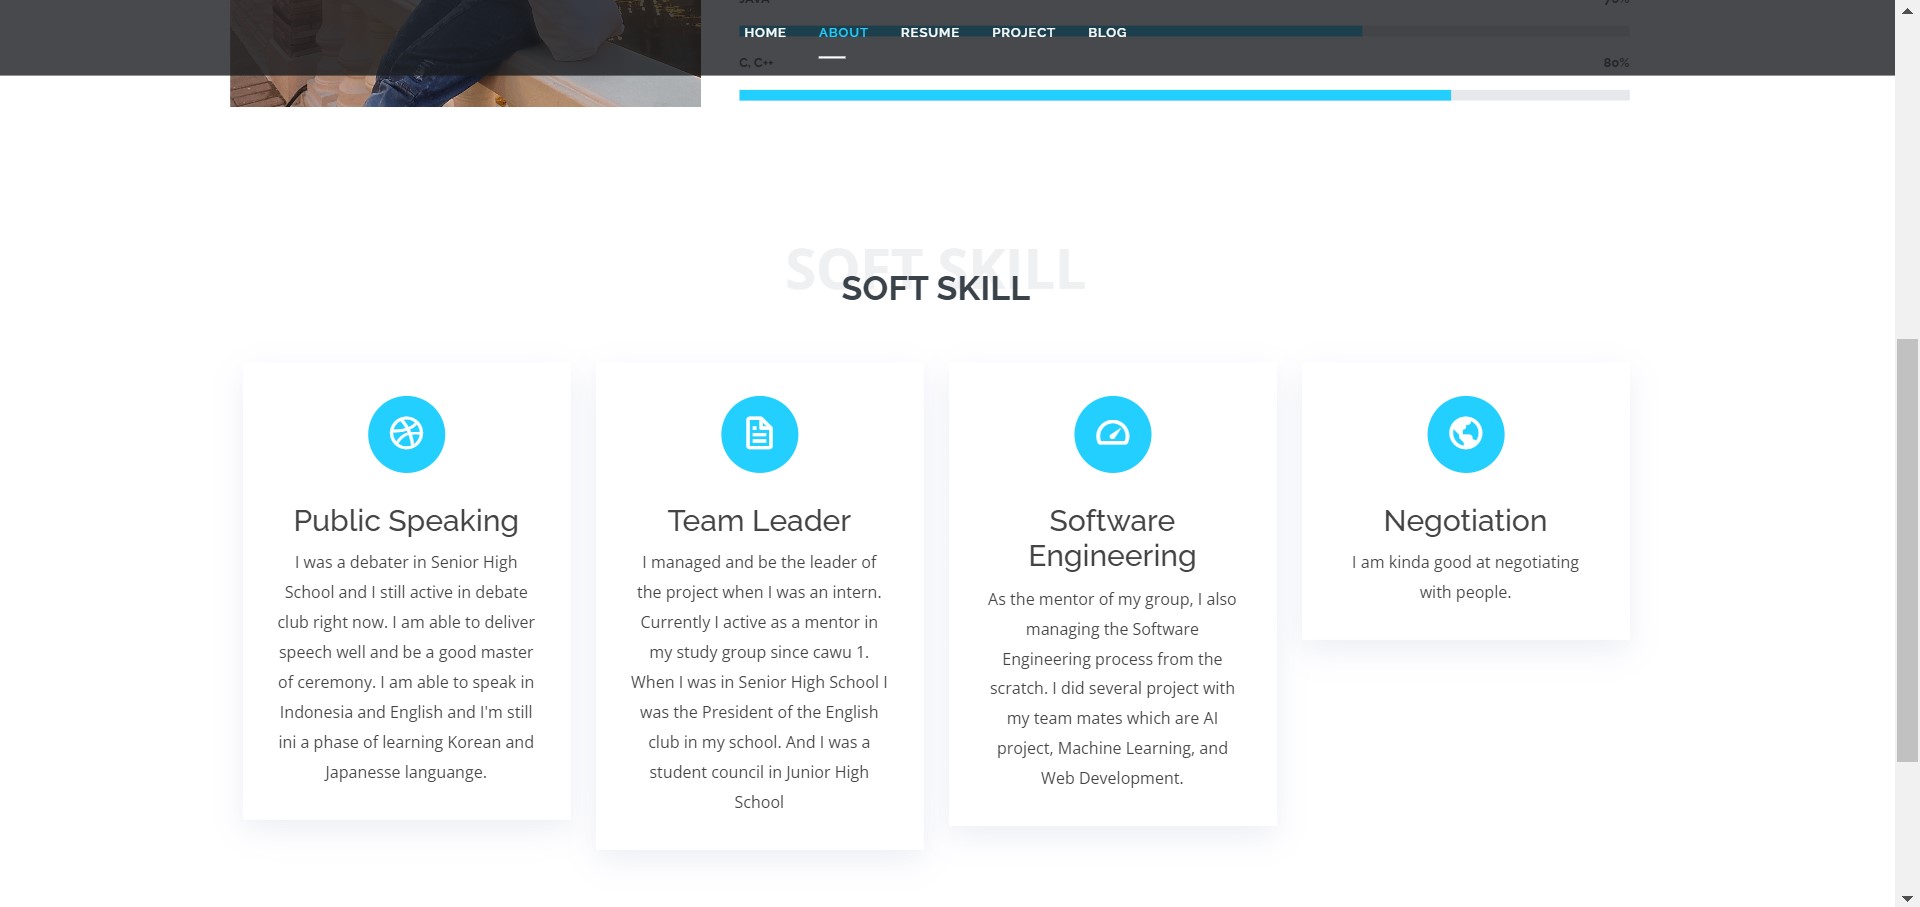 JAVA 70%
HOME ABOUT RESUME PROJECT BLOG
C, C++ 80%
SOFT SKILL
SOFT SKILL
Public Speaking
I was a debater in Senior High
School and I still active in debate
club right now. I am able to deliver
speech well and be a good master
of ceremony. I am able to speak in
Indonesia and English and I'm still
ini a phase of learning Korean and
Japanesse languange.
Team Leader
I managed and be the leader of
the project when I was an intern.
Currently I active as a mentor in
my study group since cawu 1.
When I was in Senior High School I
was the President of the English
club in my school. And I was a
student council in Junior High
School
Software
Engineering
As the mentor of my group, I also
managing the Software
Engineering process from the
scratch. I did several project with
my team mates which are AI
project, Machine Learning, and
Web Development.
Negotiation
I am kinda good at negotiating
with people.